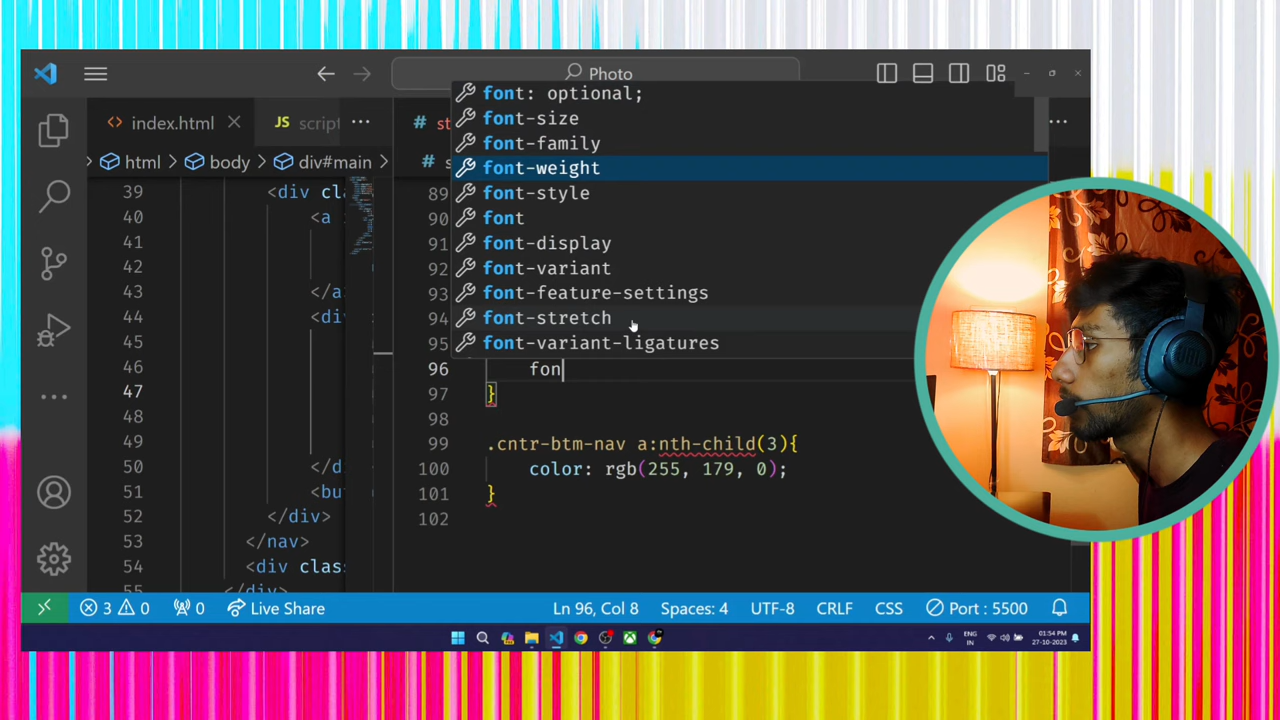 Photo
index.html
JS script
# st
html > body > div#main >
# s
font: optional;
font-size
font-family
font-weight
font-style
font
font-display
font-variant
font-feature-settings
font-stretch
font-variant-ligatures
39 <div cl
40 <a
41
42
43 </a
44 <div
45
46
47
48
49
50 </di
51 <bu
52 </div>
53 </nav>
54 <div clas
55 </div>
89
90
91
92
93
94
95
96 fon
97 }
98
99 .cntr-btm-nav a:nth-child(3){
100 color: rgb(255, 179, 0);
101 }
102
3 0 0 Live Share Ln 96, Col 8 Spaces: 4 UTF-8 CRLF CSS Port : 5500
ENG IN 01:54 PM 27-10-2023
JBL